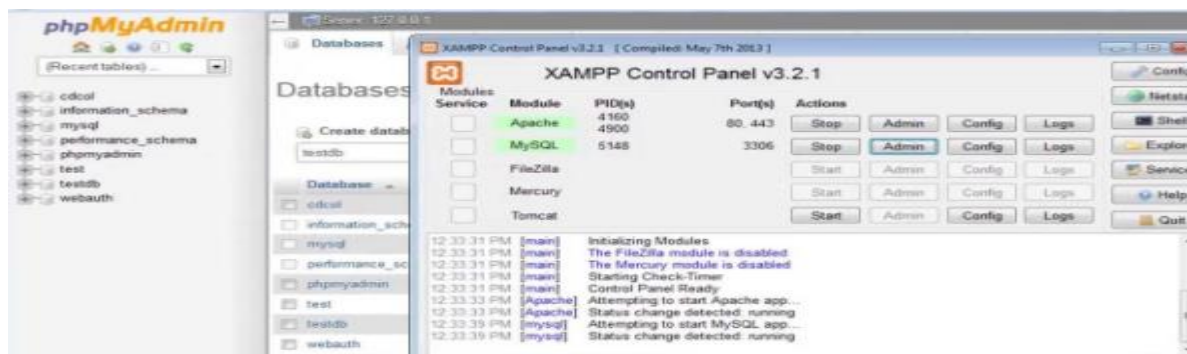 phpMyAdmin
(Recent tables) ...
cdcol
information_schema
mysql
performance_schema
phpmyadmin
test
testdb
webauth
Server: 127.0.0.1
Databases
Databases
Create datab
testdb
Database
cdcol
information_sch
mysql
performance_sc
phpmyadmin
test
testdb
webauth
XAMPP Control Panel v3.2.1 [ Compiled: May 7th 2013 ]
XAMPP Control Panel v3.2.1
Modules
Service Module PID(s) Port(s) Actions
Apache 4160 4900 80, 443 Stop Admin Config Logs
MySQL 5148 3306 Stop Admin Config Logs
FileZilla Start Admin Config Logs
Mercury Start Admin Config Logs
Tomcat Start Admin Config Logs
Config
Netsta
Shell
Explor
Service
Help
Quit
12:33:31 PM [main] Initializing Modules
12:33:31 PM [main] The FileZilla module is disabled
12:33:31 PM [main] The Mercury module is disabled
12:33:31 PM [main] Starting Check-Timer
12:33:31 PM [main] Control Panel Ready
12:33:33 PM [Apache] Attempting to start Apache app...
12:33:33 PM [Apache] Status change detected: running
12:33:39 PM [mysql] Attempting to start MySQL app...
12:33:39 PM [mysql] Status change detected: running